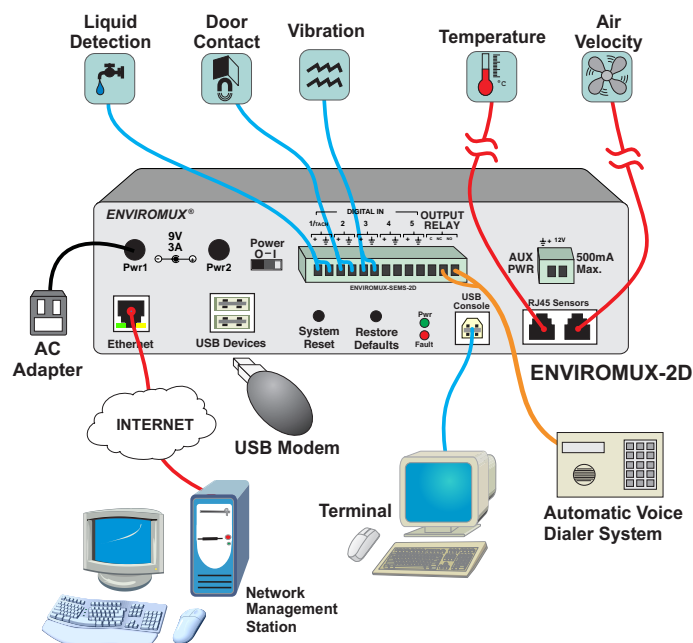 Liquid
Detection
Door
Contact
Vibration
Temperature
Air
Velocity
°C
ENVIROMUX®
9V
3A
Pwr1
Pwr2
Power
O–I
DIGITAL IN
1/TACH 2 3 4 5
OUTPUT
RELAY
+ + + + + C NC NO
ENVIROMUX-SEMS-2D
+ 12V
AUX
PWR
500mA
Max.
RJ45 Sensors
USB
Console
Pwr
Fault
Ethernet
USB Devices
System
Reset
Restore
Defaults
AC
Adapter
ENVIROMUX-2D
INTERNET
USB Modem
Terminal
Automatic Voice
Dialer System
Network
Management
Station